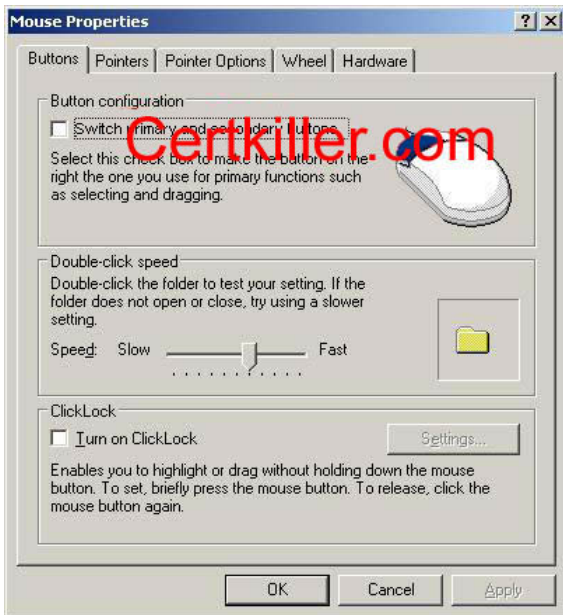 Mouse Properties
Buttons Pointers Pointer Options Wheel Hardware
Button configuration
Switch primary and secondary buttons
Certkiller.com
Select this check box to make the button on the
right the one you use for primary functions such
as selecting and dragging.
Double-click speed
Double-click the folder to test your setting. If the
folder does not open or close, try using a slower
setting.
Speed: Slow Fast
ClickLock
Turn on ClickLock Settings...
Enables you to highlight or drag without holding down the mouse
button. To set, briefly press the mouse button. To release, click the
mouse button again.
OK Cancel Apply